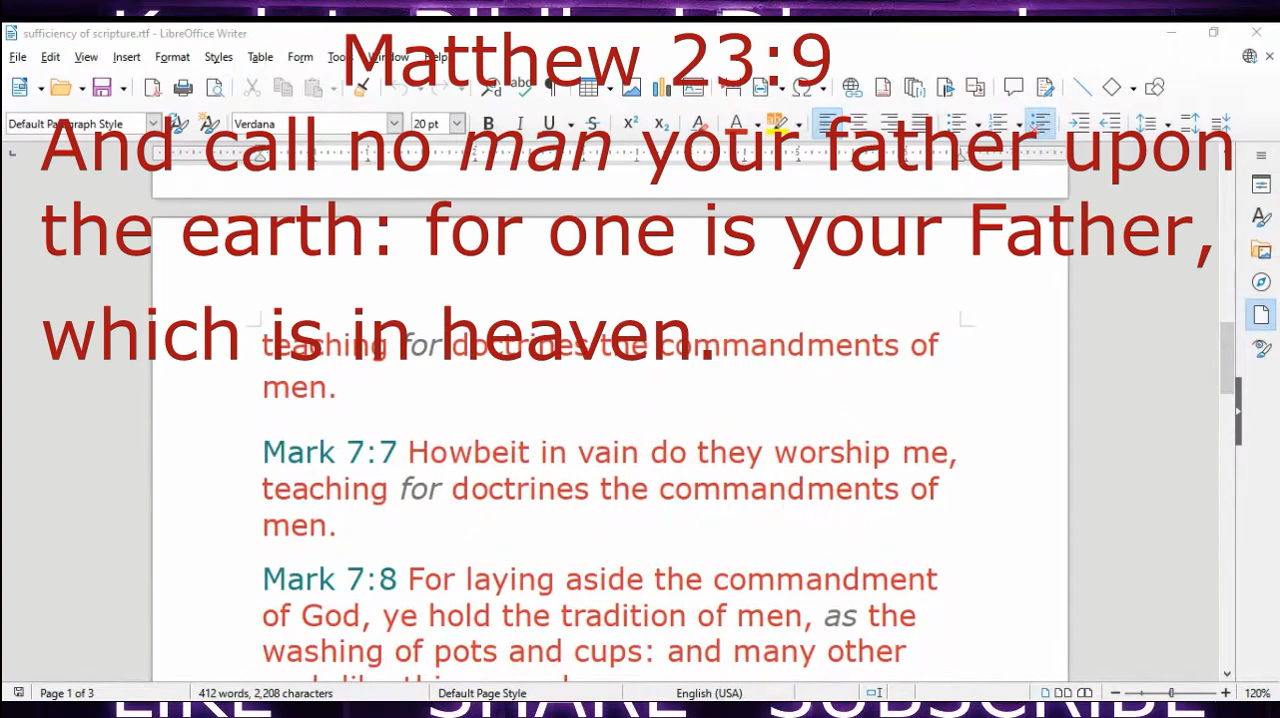 sufficiency of scripture.rtf - LibreOffice Writer
Matthew 23:9
File Edit View Insert Format Styles Table Form Tools Window Help
Default Paragraph Style Verdana 20 pt
And call no man your father upon
the earth: for one is your Father,
which is in heaven.
teaching for doctrines the commandments of
men.
Mark 7:7 Howbeit in vain do they worship me,
teaching for doctrines the commandments of
men.
Mark 7:8 For laying aside the commandment
of God, ye hold the tradition of men, as the
washing of pots and cups: and many other
Page 1 of 3 412 words, 2,208 characters Default Page Style English (USA) 120%
LIKE SHARE SUBSCRIBE